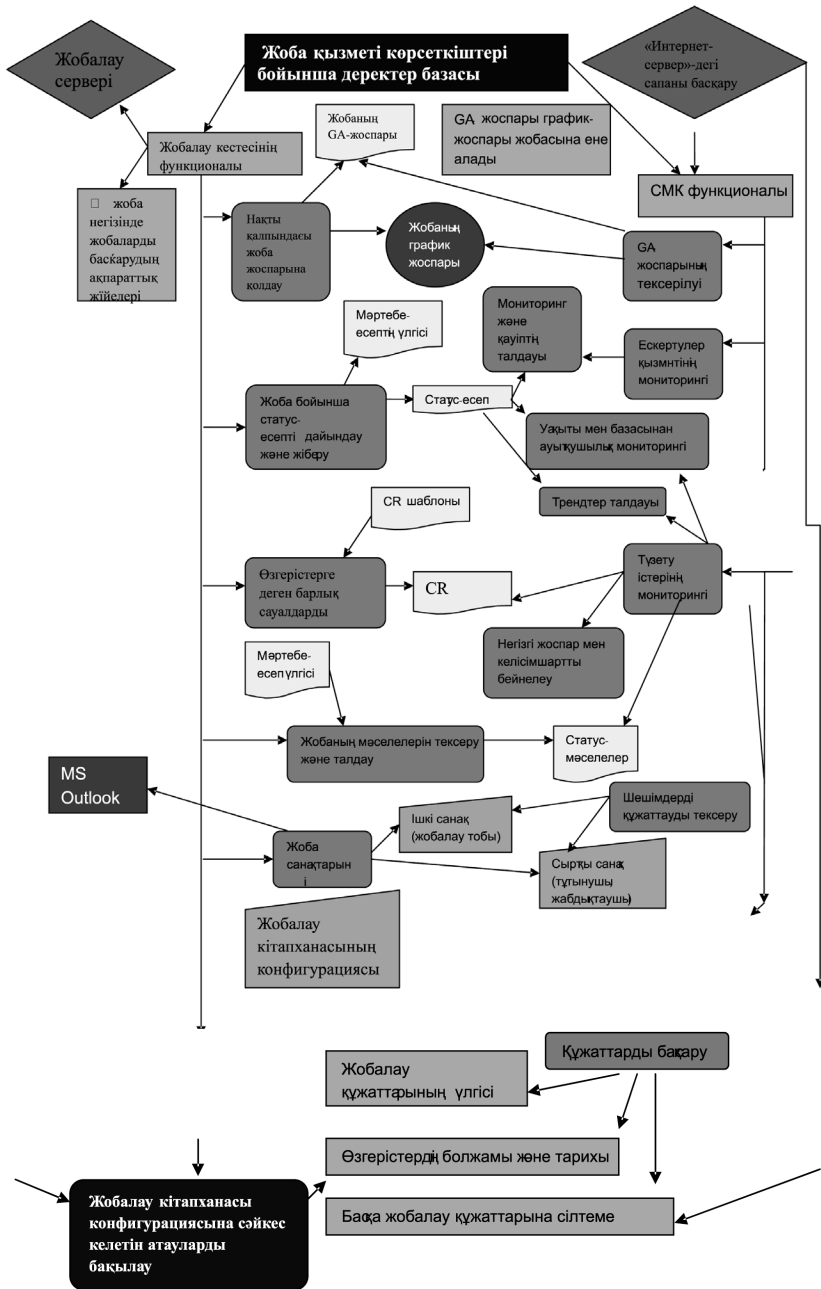 Жобалау
сервері
Жоба қызметі көрсеткіштері
бойынша деректер базасы
«Интернет-
сервер»-дегі
сапаны басқару
Жобалау кестесінің
функционалы
Жобаның
GA-жоспары
GA жоспары график-
жоспары жобасына ене
алады
СМК функционалы
□ жоба
негізінде
жобаларды
басќарудың
ақпараттық
жїйелері
Нақты
қалпындағы
жоба
жоспарына
қолдау
Жобаның
график
жоспары
GA
жоспарының
тексерілуі
Мәртебе-
есептің үлгісі
Мониторинг
және
қауіптің
талдауы
Ескертулер
қызмнтінің
мониторингі
Жоба бойынша
статус-
есепті дайындау
және жіберу
Статус-есеп
Уақыты мен базасынан
ауытқушылық мониторингі
CR шаблоны
Трендтер талдауы
Өзгерістерге
деген барлық
сауалдарды
CR
Түзету
істерінің
мониторингі
Мәртебе-
есеп үлгісі
Негізгі жоспар мен
келісімшартты
бейнелеу
Жобаның мәселелерін тексеру
және талдау
Статус-
мәселелер
MS
Outlook
Ішкі санақ
(жобалау тобы)
Шешімдерді
құжаттауды тексеру
Жоба
санақтарын
і
Сыртқы санақ
(тұтынушы,
жабдықтаушы)
Жобалау
кітапханасының
конфигурациясы
Құжаттарды басқару
Жобалау
құжаттарының үлгісі
Өзгерістердің болжамы және тарихы
Жобалау кітапханасы
конфигурациясына сәйкес
келетін атауларды
бақылау
Басқа жобалау құжаттарына сілтеме